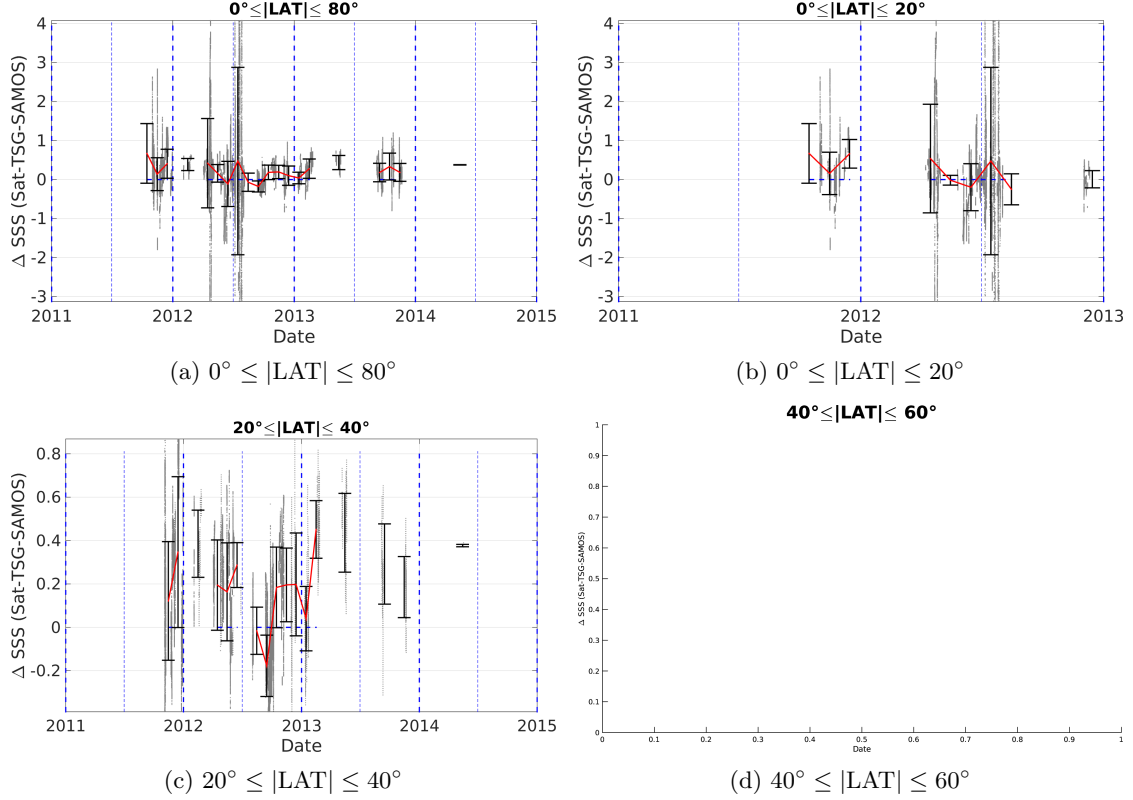 0°≤|LAT|≤ 80°
Δ SSS (Sat-TSG-SAMOS)
4
3
2
1
0
-1
-2
-3
2011 2012 2013 2014 2015
Date
(a) 0° ≤ |LAT| ≤ 80°
0°≤|LAT|≤ 20°
Δ SSS (Sat-TSG-SAMOS)
4
3
2
1
0
-1
-2
-3
2011 2012 2013
Date
(b) 0° ≤ |LAT| ≤ 20°
20°≤|LAT|≤ 40°
Δ SSS (Sat-TSG-SAMOS)
0.8
0.6
0.4
0.2
0
-0.2
2011 2012 2013 2014 2015
Date
(c) 20° ≤ |LAT| ≤ 40°
40°≤|LAT|≤ 60°
Δ SSS (Sat-TSG-SAMOS)
1
0.9
0.8
0.7
0.6
0.5
0.4
0.3
0.2
0.1
0
0 0.1 0.2 0.3 0.4 0.5 0.6 0.7 0.8 0.9 1
Date
(d) 40° ≤ |LAT| ≤ 60°